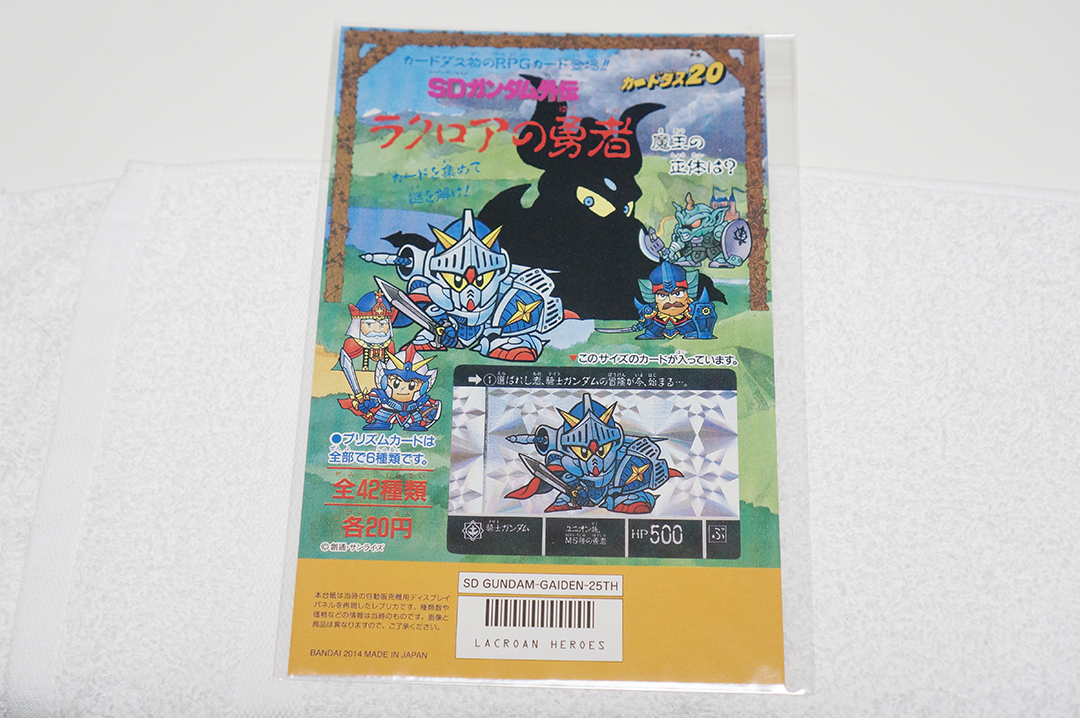 カードダス初のRPGカード登場!!
SDガンダム外伝
カードダス20
ラクロアの勇者
魔王の
正体は?
カードを集めて
謎を解け!
▼このサイズのカードが入っています。
➡①選ばれし者、騎士ガンダムの冒険が今、始まる…。
●プリズムカードは
全部で6種類です。
全42種類
各20円
©創通・サンライズ
騎士ガンダム
ユニオン族
MS種の勇者
HP500
ぷ
SD GUNDAM-GAIDEN-25TH
LACROAN HEROES
本台紙は当時の自動販売機用ディスプレイ
パネルを再現したレプリカです。種類数や
価格などの情報は当時のものです。画像と
商品は異なりますので、ご了承ください。
BANDAI 2014 MADE IN JAPAN